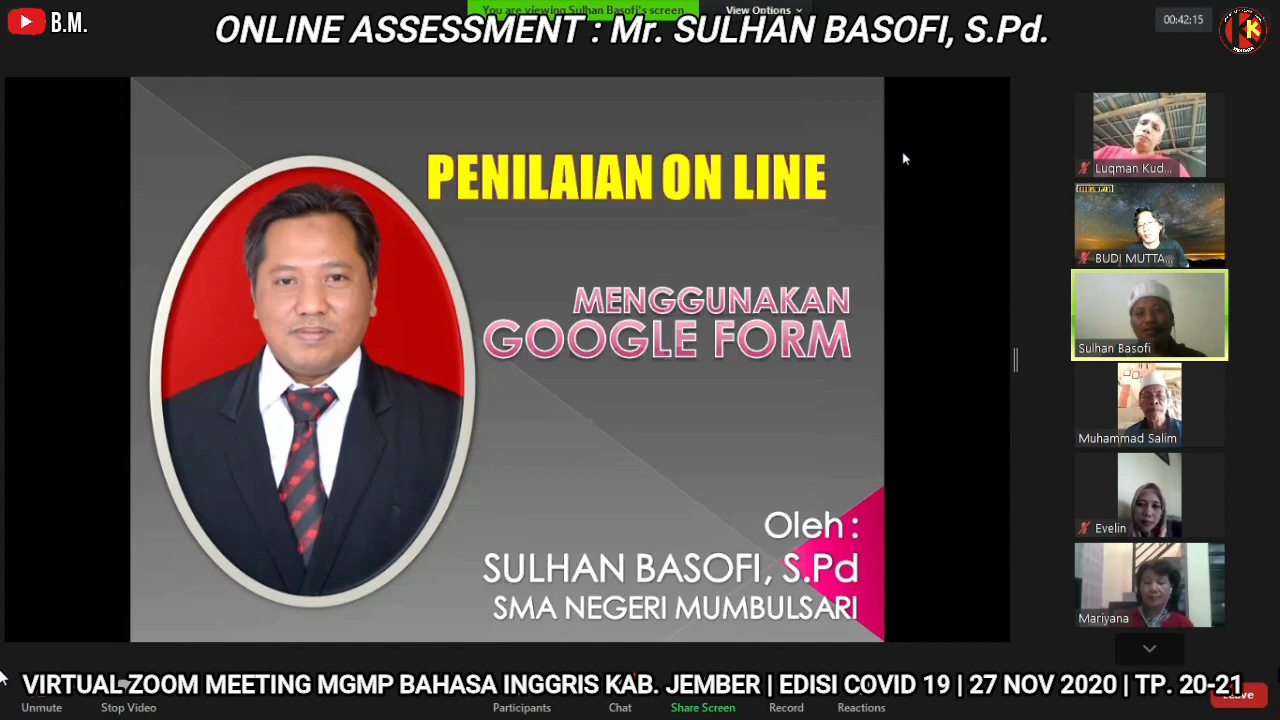 You are viewing Sulhan Basofi's screen
View Options
B.M.
ONLINE ASSESSMENT : Mr. SULHAN BASOFI, S.Pd.
00:42:15
K
PENILAIAN ON LINE
MENGGUNAKAN
GOOGLE FORM
Oleh :
SULHAN BASOFI, S.Pd
SMA NEGERI MUMBULSARI
Luqman Kud...
BUDI MUTTA...
Sulhan Basofi
Muhammad Salim
Evelin
Mariyana
VIRTUAL ZOOM MEETING MGMP BAHASA INGGRIS KAB. JEMBER | EDISI COVID 19 | 27 NOV 2020 | TP. 20-21
Unmute
Stop Video
Participants
Chat
Share Screen
Record
Reactions
Leave